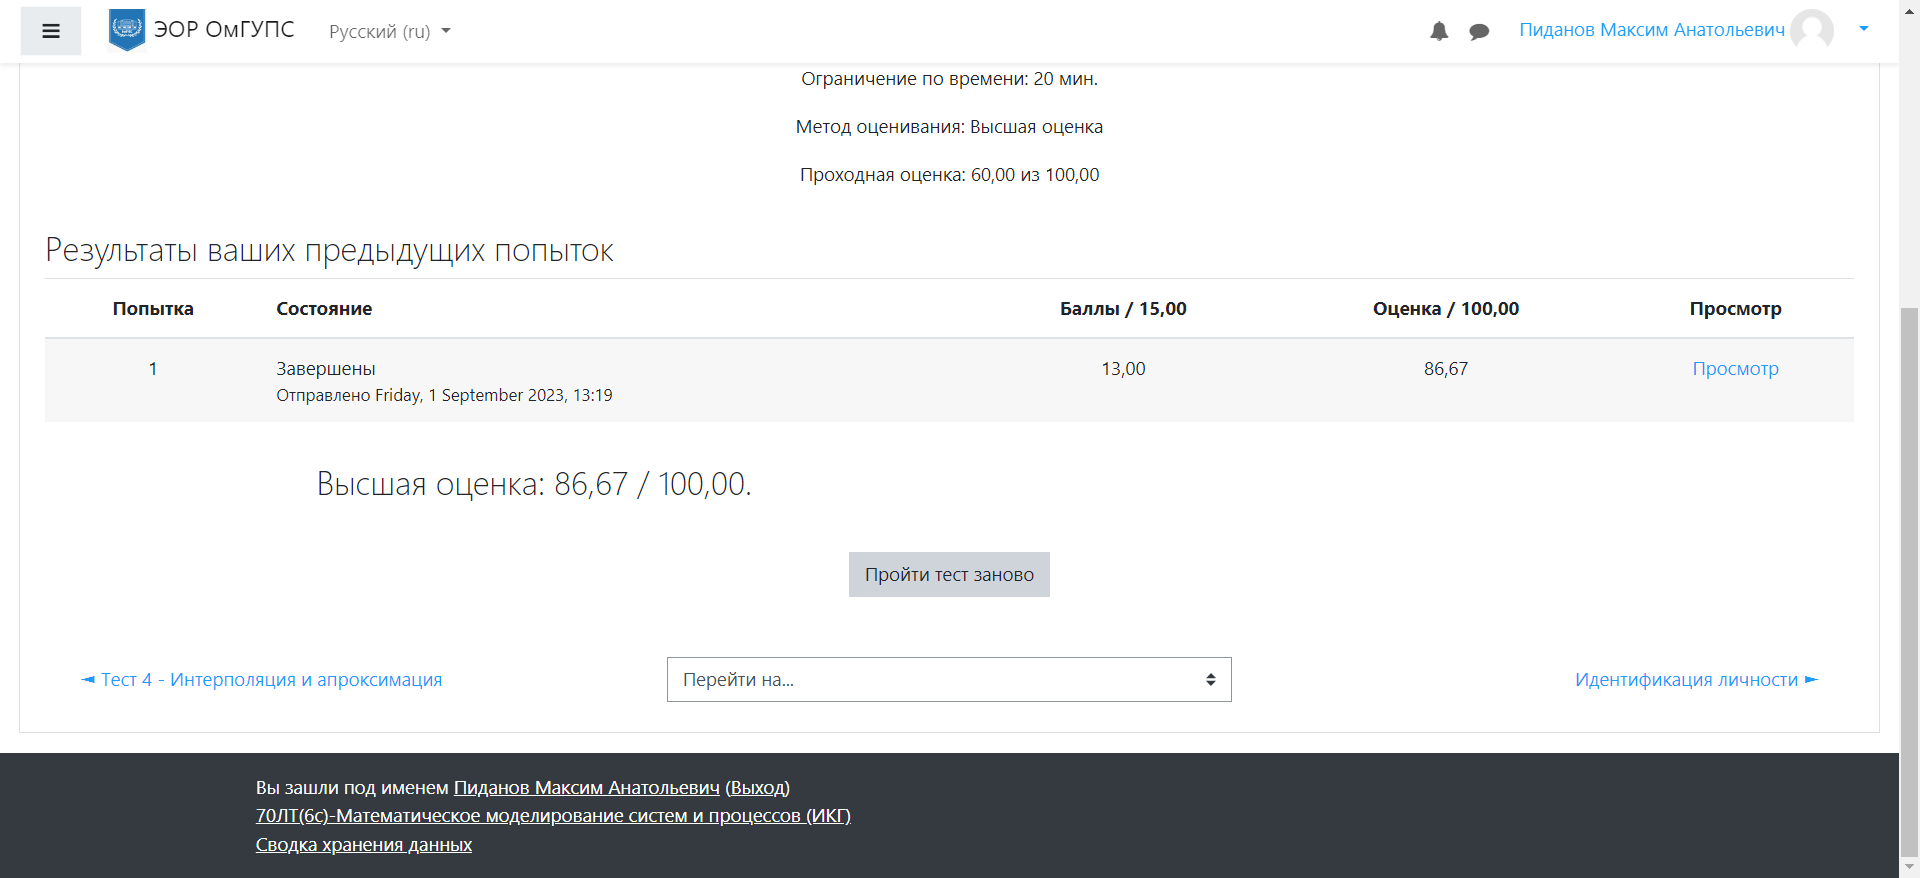 ЭОР ОмГУПС
Русский (ru)
Пиданов Максим Анатольевич
Ограничение по времени: 20 мин.
Метод оценивания: Высшая оценка
Проходная оценка: 60,00 из 100,00
Результаты ваших предыдущих попыток
Попытка Состояние Баллы / 15,00 Оценка / 100,00 Просмотр
1 Завершены 13,00 86,67 Просмотр
Отправлено Friday, 1 September 2023, 13:19
Высшая оценка: 86,67 / 100,00.
Пройти тест заново
◄ Тест 4 - Интерполяция и апроксимация
Перейти на...
Идентификация личности ►
Вы зашли под именем Пиданов Максим Анатольевич (Выход)
70ЛТ(6с)-Математическое моделирование систем и процессов (ИКГ)
Сводка хранения данных